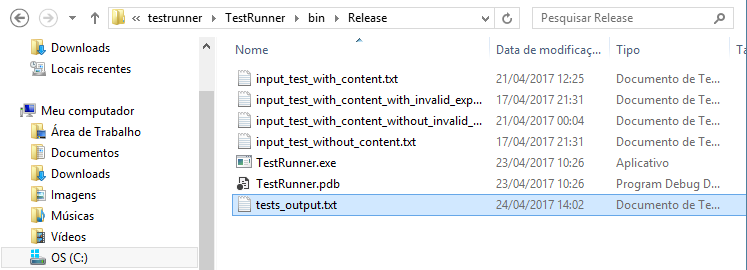 « testrunner › TestRunner › bin › Release
Pesquisar Release
Downloads
Locais recentes
Meu computador
Área de Trabalho
Documentos
Downloads
Imagens
Músicas
Vídeos
OS (C:)
Nome Data de modificaç... Tipo
input_test_with_content.txt 21/04/2017 12:25 Documento de Te...
input_test_with_content_with_invalid_exp... 17/04/2017 21:31 Documento de Te...
input_test_with_content_without_invalid_... 21/04/2017 00:04 Documento de Te...
input_test_without_content.txt 17/04/2017 21:31 Documento de Te...
TestRunner.exe 23/04/2017 10:26 Aplicativo
TestRunner.pdb 23/04/2017 10:26 Program Debug D...
tests_output.txt 24/04/2017 14:02 Documento de Te...